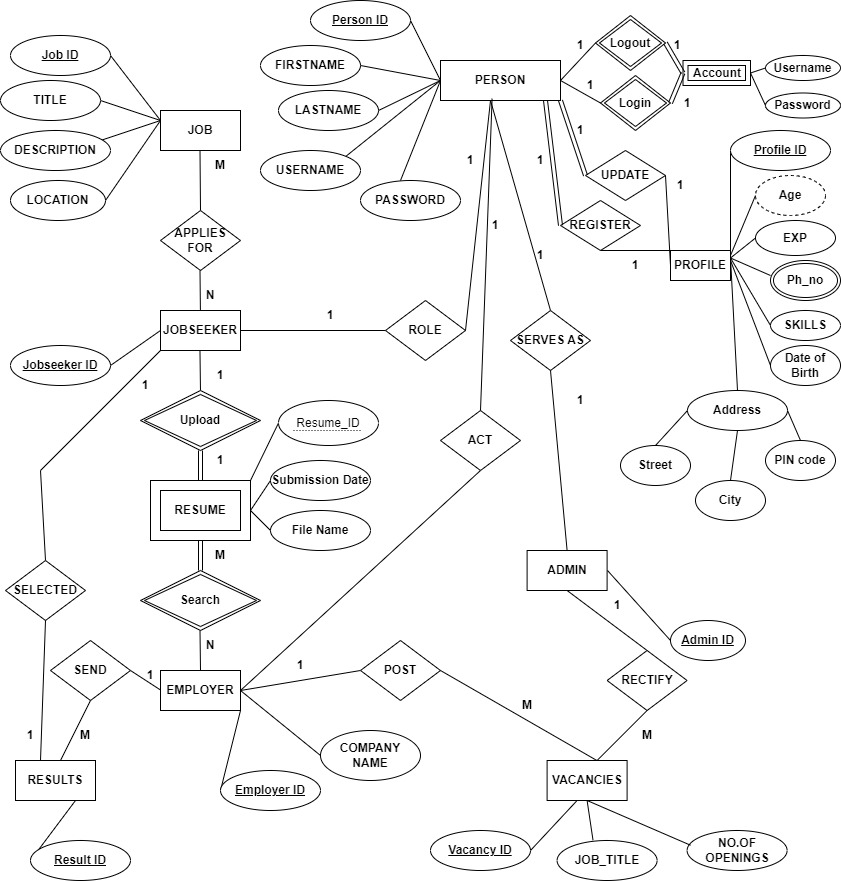 Person ID
Logout
1
1
Job ID
FIRSTNAME
PERSON
Account
Username
1
1
TITLE
LASTNAME
Login
Password
JOB
1
DESCRIPTION
Profile ID
M
1
1
USERNAME
UPDATE
1
Age
LOCATION
PASSWORD
APPLIES
FOR
1
REGISTER
EXP
1
1
PROFILE
Ph_no
N
1
JOBSEEKER
ROLE
SERVES AS
SKILLS
Jobseeker ID
Date of
Birth
1
1
1
Upload
Resume_ID
Address
ACT
1
Street
PIN code
Submission Date
City
RESUME
File Name
M
ADMIN
SELECTED
Search
1
N
Admin ID
SEND
1
1
POST
RECTIFY
EMPLOYER
M
1
M
M
COMPANY
NAME
RESULTS
Employer ID
VACANCIES
Result ID
Vacancy ID
JOB_TITLE
NO.OF
OPENINGS